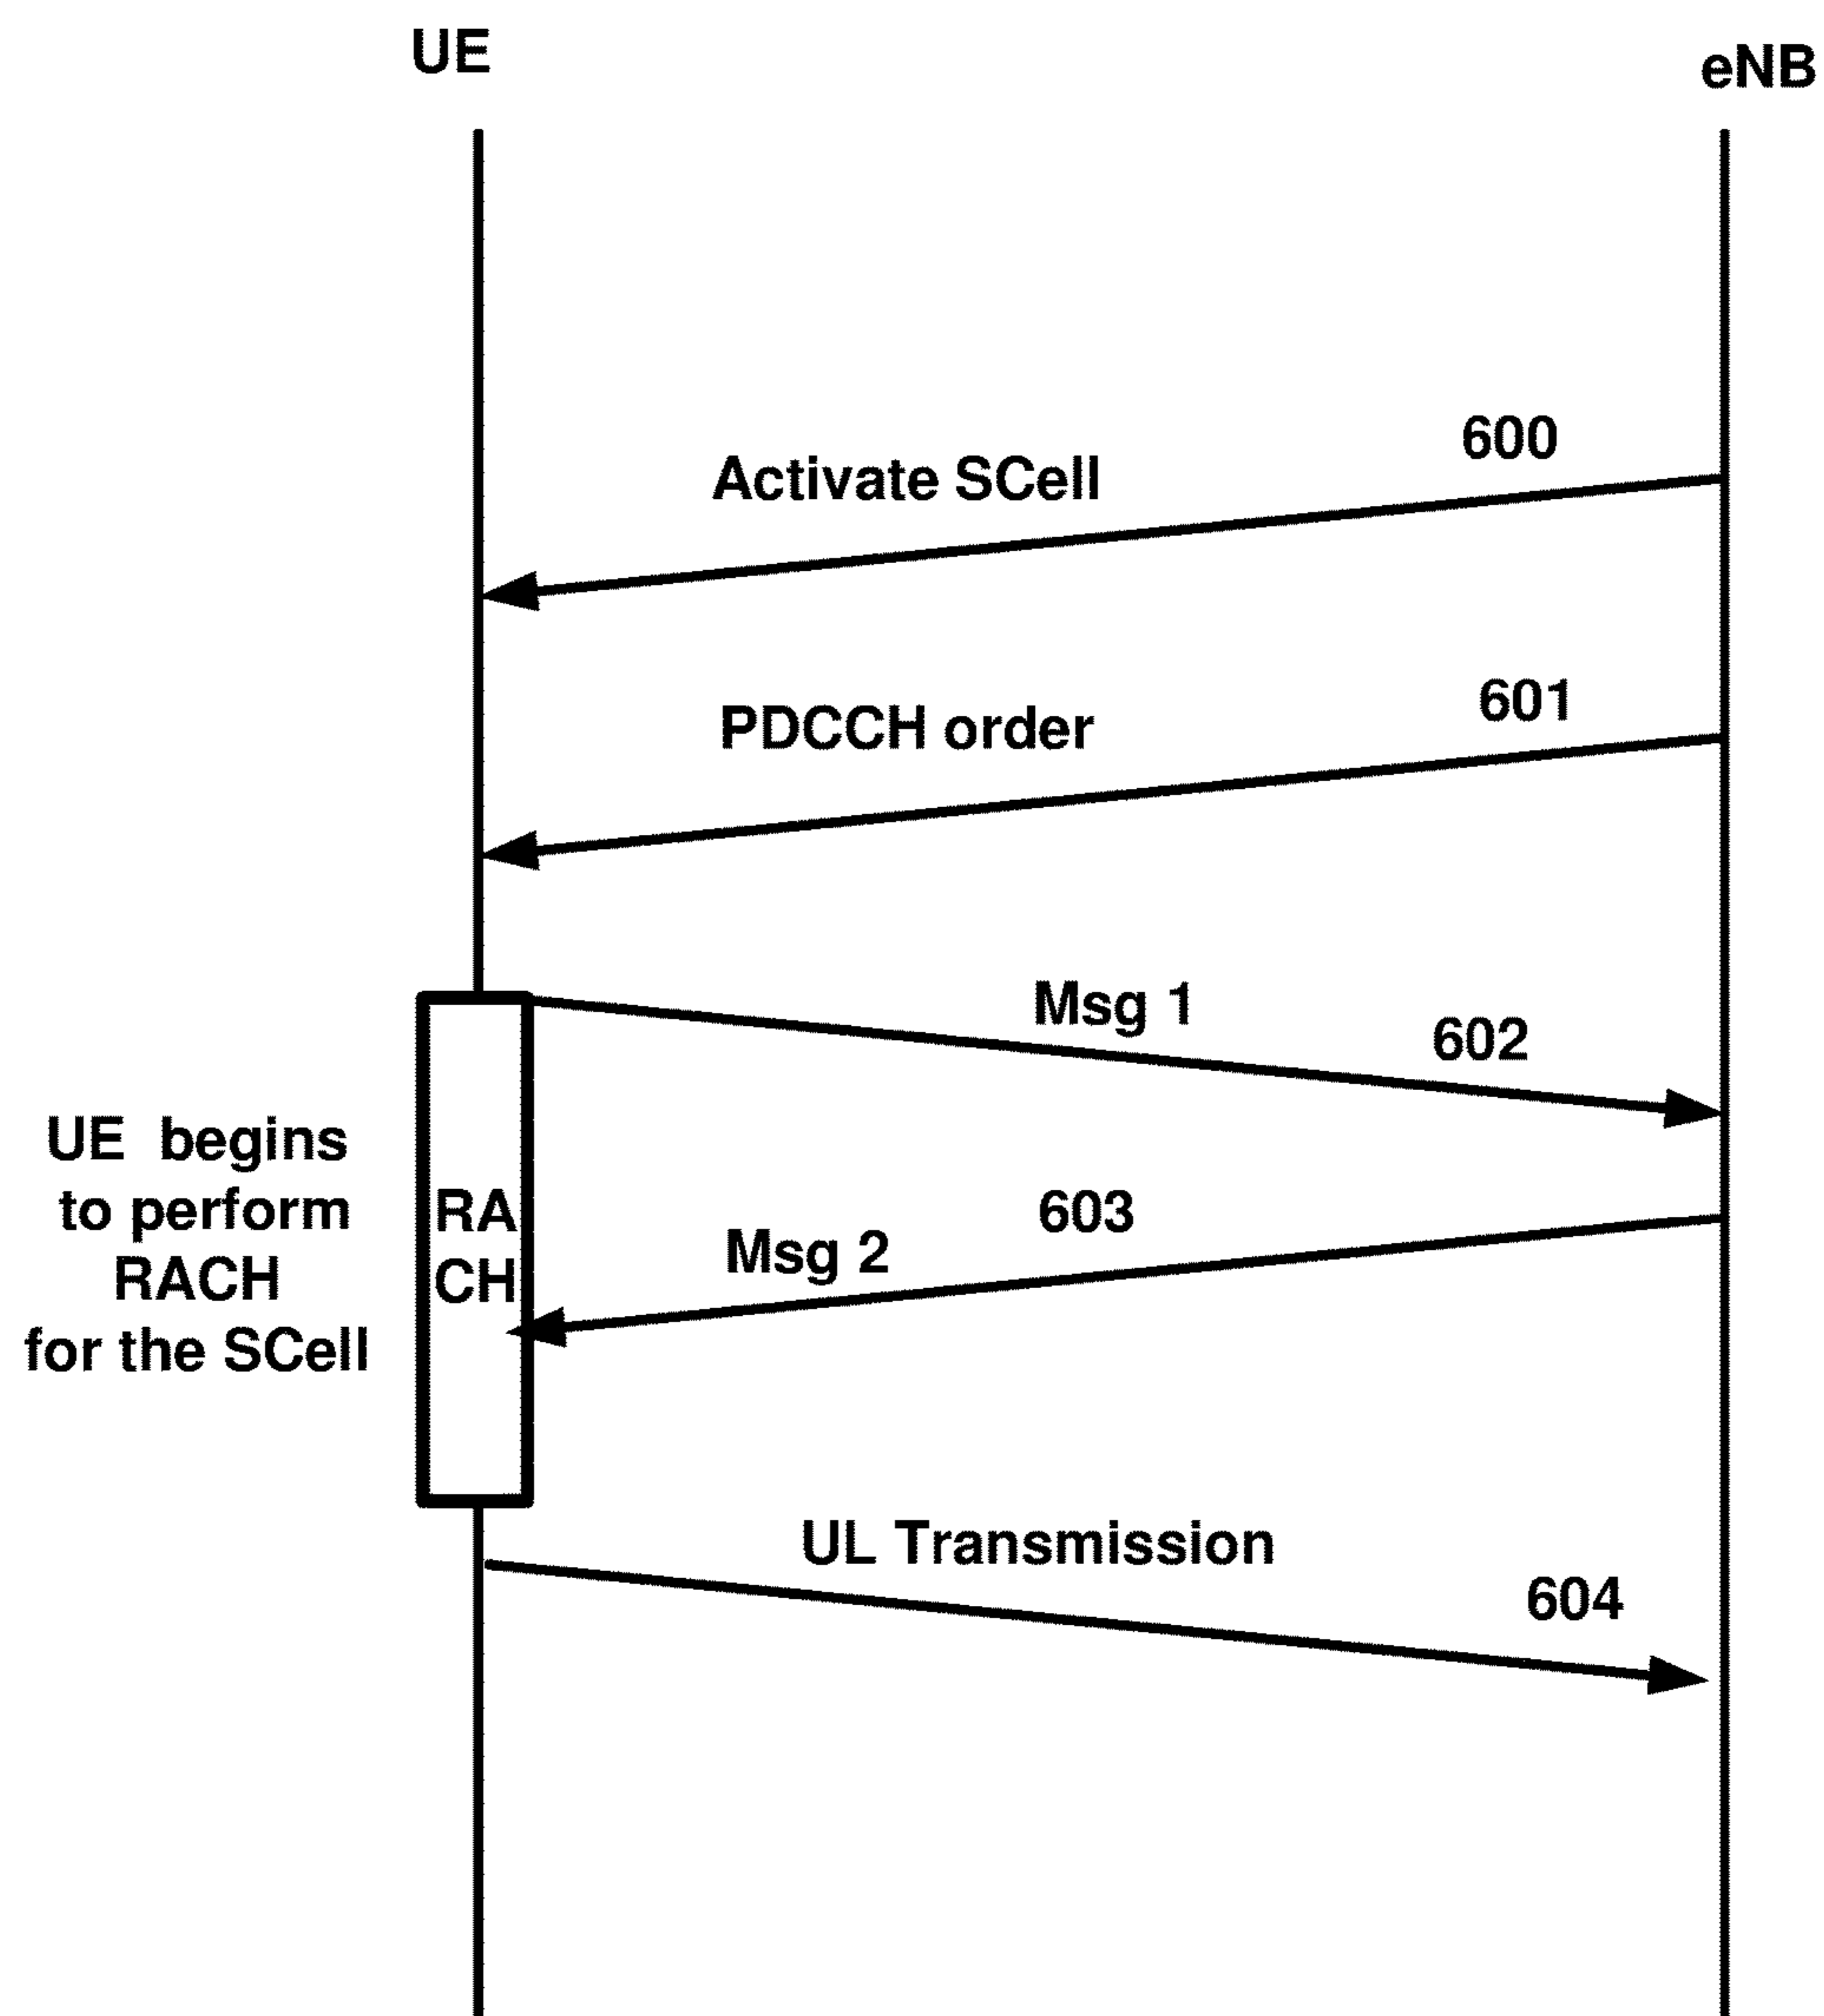 UE
eNB
600
Activate SCell
601
PDCCH order
Msg 1
602
UE begins
to perform
RACH
for the SCell
RA
CH
603
Msg 2
UL Transmission
604